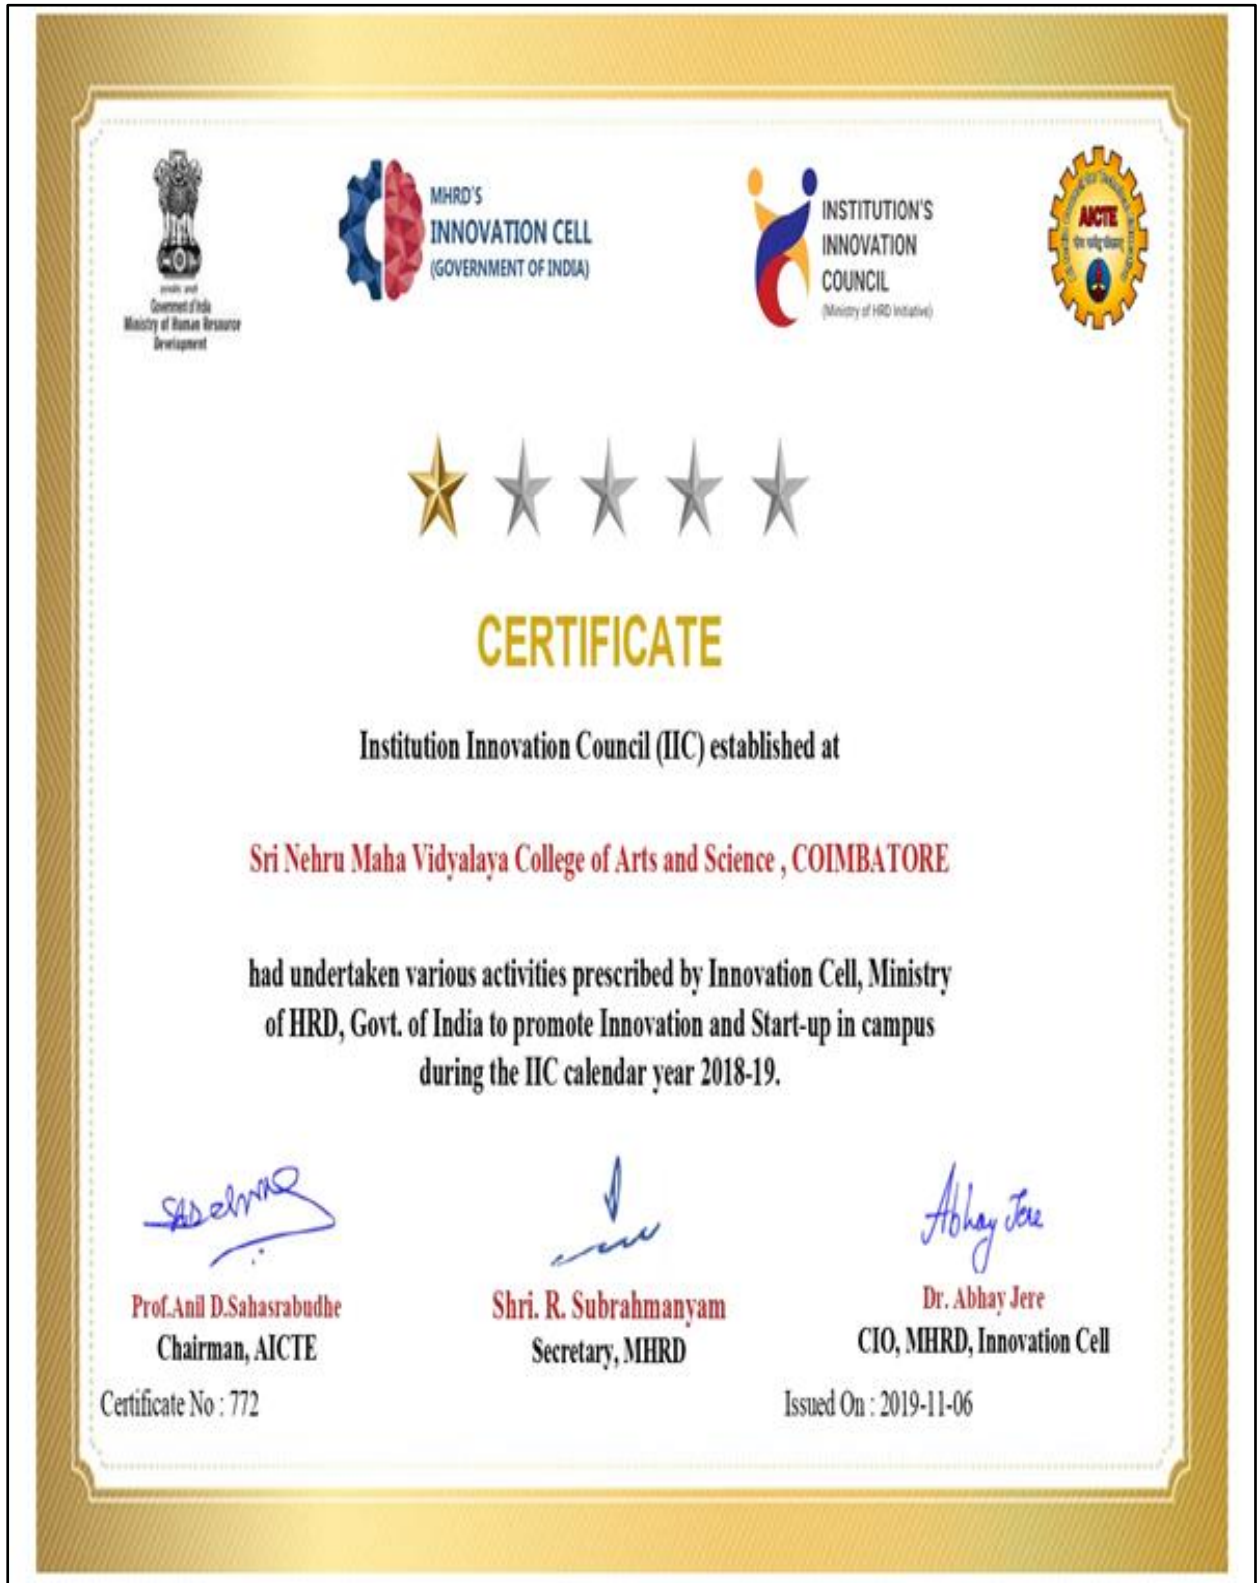 Government of India
Ministry of Human Resource
Development
MHRD'S
INNOVATION CELL
(GOVERNMENT OF INDIA)
INSTITUTION'S
INNOVATION
COUNCIL
(Ministry of HRD Initiative)
AICTE
CERTIFICATE
Institution Innovation Council (IIC) established at
Sri Nehru Maha Vidyalaya College of Arts and Science , COIMBATORE
had undertaken various activities prescribed by Innovation Cell, Ministry
of HRD, Govt. of India to promote Innovation and Start-up in campus
during the IIC calendar year 2018-19.
Abhay Jere
Prof.Anil D.Sahasrabudhe
Chairman, AICTE
Shri. R. Subrahmanyam
Secretary, MHRD
Dr. Abhay Jere
CIO, MHRD, Innovation Cell
Certificate No : 772
Issued On : 2019-11-06